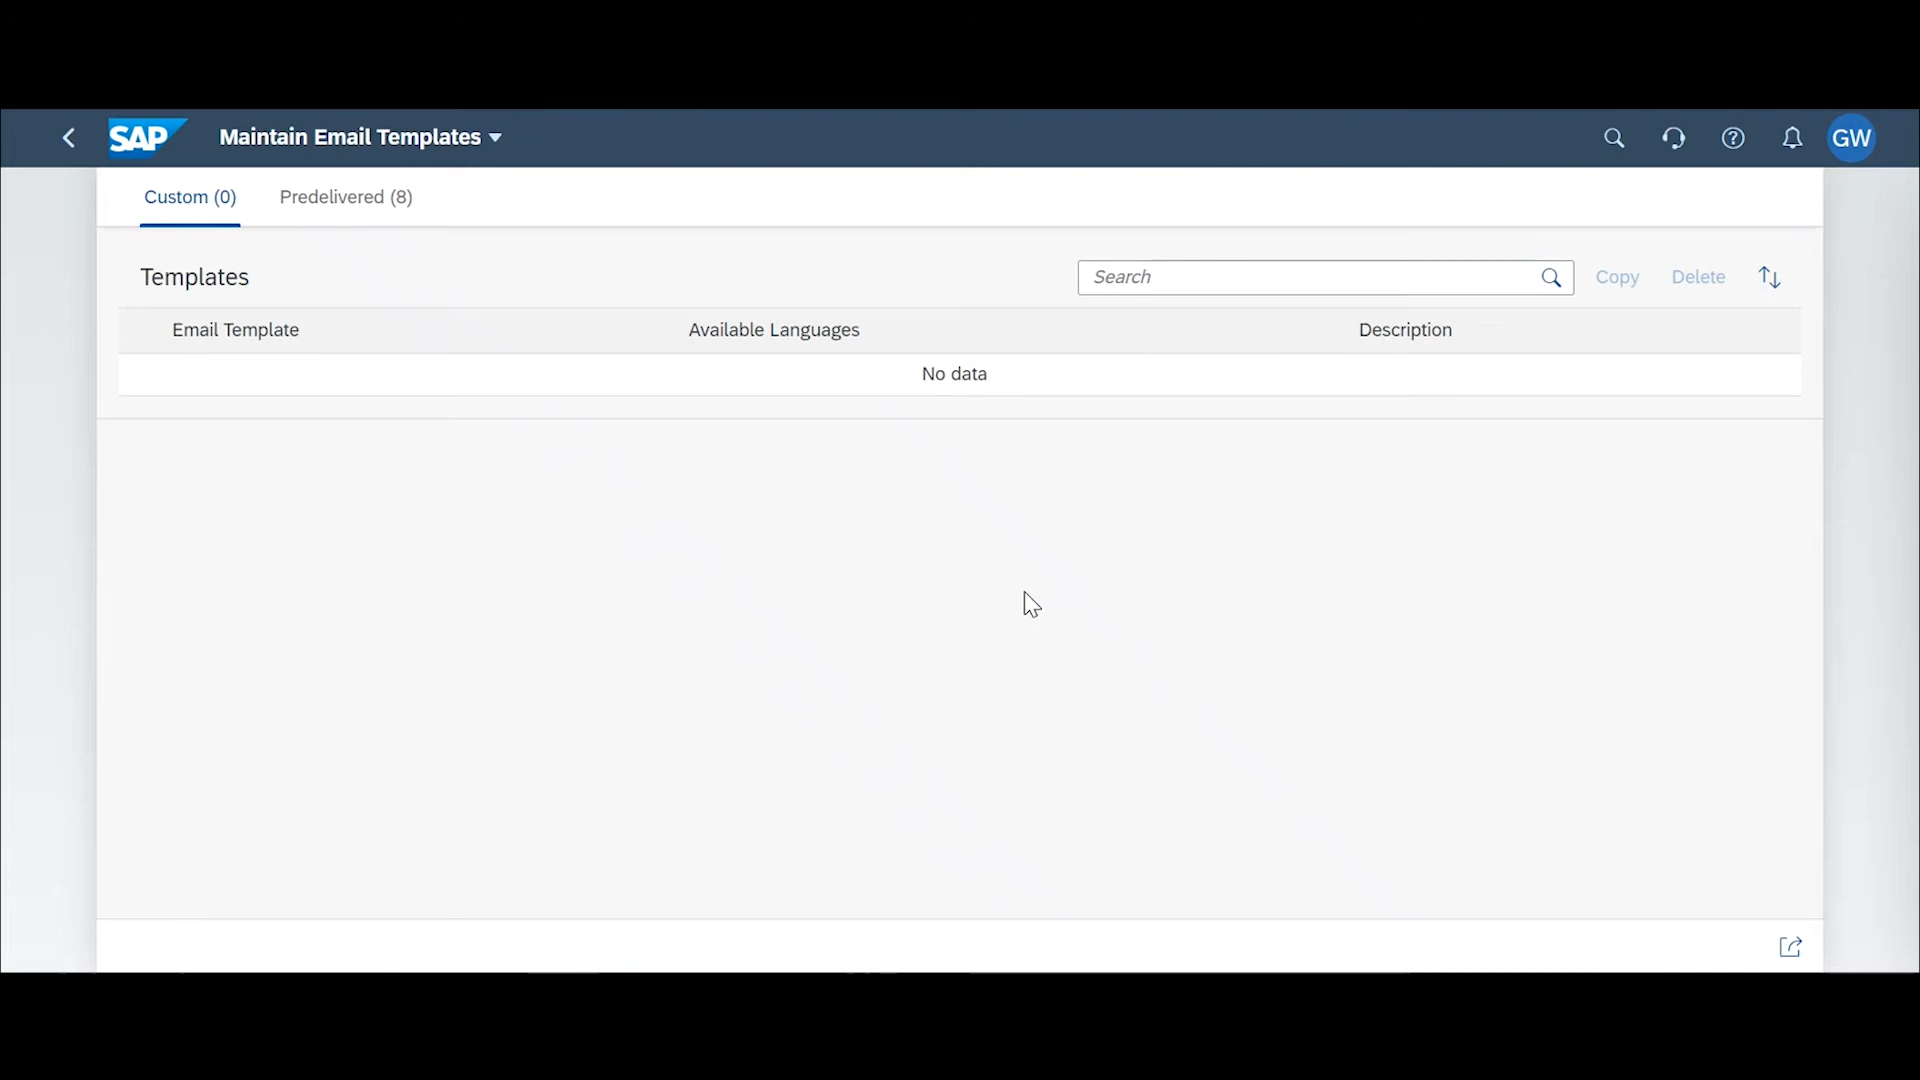 SAP Maintain Email Templates GW
Custom (0) Predelivered (8)
Templates Search Copy Delete
Email Template Available Languages Description
No data